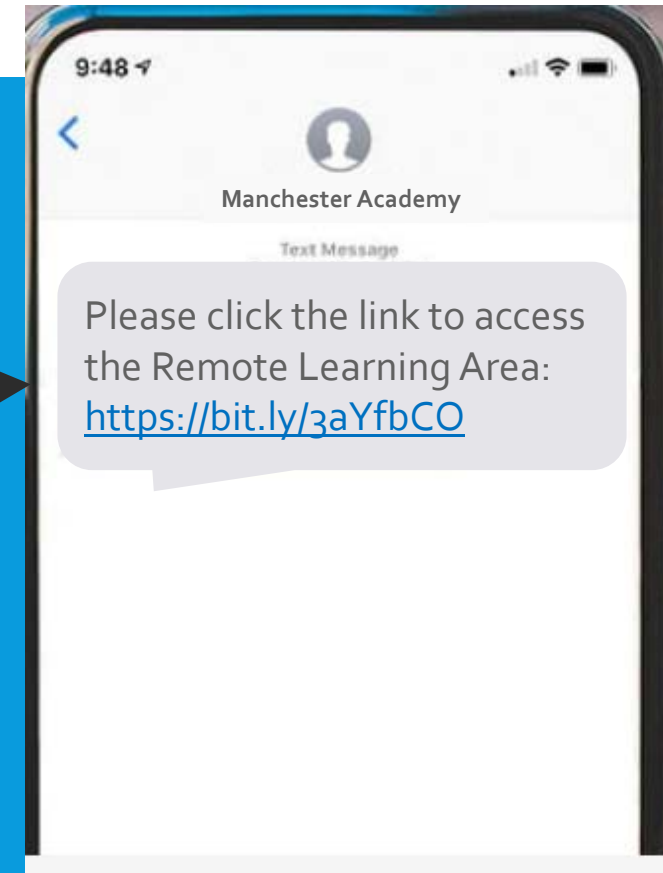 9:48
Manchester Academy
Text Message
Please click the link to access
the Remote Learning Area:
https://bit.ly/3aYfbCO